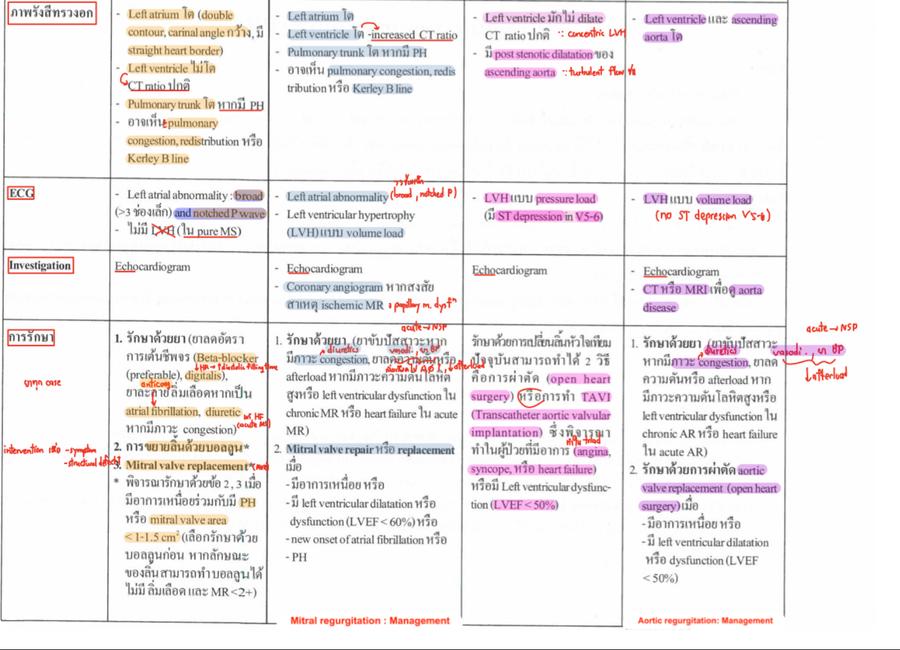 ภาพรังสีทรวงอก
- Left atrium โต (double
contour, carinal angle กว้าง, มี
straight heart border)
- Left ventricle ไม่โต
CT ratio ปกติ
- Pulmonary trunk โต หากมี PH
- อาจเห็น pulmonary
congestion, redistribution หรือ
Kerley B line
- Left atrium โต
- Left ventricle โต - increased CT ratio
- Pulmonary trunk โต หากมี PH
- อาจเห็น pulmonary congestion, redis
tribution หรือ Kerley B line
- Left ventricle มักไม่ dilate
CT ratio ปกติ ∵ concentric LVH
- มี post stenotic dilatation ของ
ascending aorta ∵ turbulent flow
- Left ventricle และ ascending
aorta โต
ECG
- Left atrial abnormality : broad
(>3 ช่องเล็ก) and notched P wave
- ไม่มี LVH (ใน pure MS)
- Left atrial abnormality (broad, notched P)
- Left ventricular hypertrophy
(LVH) แบบ volume load
- LVH แบบ pressure load
(มี ST depression in V5-6)
- LVH แบบ volume load
(no ST depression V5-6)
Investigation
Echocardiogram
- Echocardiogram
- Coronary angiogram หากสงสัย
สาเหตุ ischemic MR : papillary m. dysfn
Echocardiogram
- Echocardiogram
- CT หรือ MRI เพื่อดู aorta
disease
การรักษา
1. รักษาด้วยยา (ยาลดอัตรา
การเต้นชีพจร (Beta-blocker
(preferable), digitalis),
ยาละลายลิ่มเลือดหากเป็น
atrial fibrillation, diuretic
หากมีภาวะ congestion)
2. การขยายลิ้นด้วยบอลลูน*
3. Mitral valve replacement*
* พิจารณารักษาด้วยข้อ 2, 3 เมื่อ
มีอาการเหนื่อยร่วมกับมี PH
หรือ mitral valve area
< 1-1.5 cm² (เลือกรักษาด้วย
บอลลูนก่อน หากลักษณะ
ของลิ้นสามารถทำบอลลูนได้
ไม่มี ลิ่มเลือด และ MR <2+)
acute → NSP
1. รักษาด้วยยา (ยาขับปัสสาวะหาก
diuretics
มีภาวะ congestion, ยาลดความดันหรือ
afterload หากมีภาวะความดันโลหิต
สูงหรือ left ventricular dysfunction ใน
chronic MR หรือ heart failure ใน acute
MR)
2. Mitral valve repair หรือ replacement
เมื่อ
- มีอาการเหนื่อย หรือ
- มี left ventricular dilatation หรือ
dysfunction (LVEF < 60%) หรือ
- new onset of atrial fibrillation หรือ
- PH
Mitral regurgitation : Management
รักษาด้วยการเปลี่ยนลิ้นหัวใจเทียม
ปัจจุบันสามารถทำได้ 2 วิธี
คือการผ่าตัด (open heart
surgery) หรือการทำ TAVI
(Transcatheter aortic valvular
implantation) ซึ่งพิจารณา
ทำในผู้ป่วยที่มีอาการ (angina,
syncope, หรือ heart failure)
หรือมี Left ventricular dysfunc-
tion (LVEF < 50%)
acute → NSP
1. รักษาด้วยยา (ยาขับปัสสาวะ
diuretics
หากมีภาวะ congestion, ยาลด
ความดันหรือ afterload หาก
มีภาวะความดันโลหิตสูงหรือ
left ventricular dysfunction ใน
chronic AR หรือ heart failure
ใน acute AR)
2. รักษาด้วยการผ่าตัด aortic
valve replacement (open heart
surgery) เมื่อ
- มีอาการเหนื่อย หรือ
- มี left ventricular dilatation
หรือ dysfunction (LVEF
< 50%)
↓afterload
Aortic regurgitation: Management